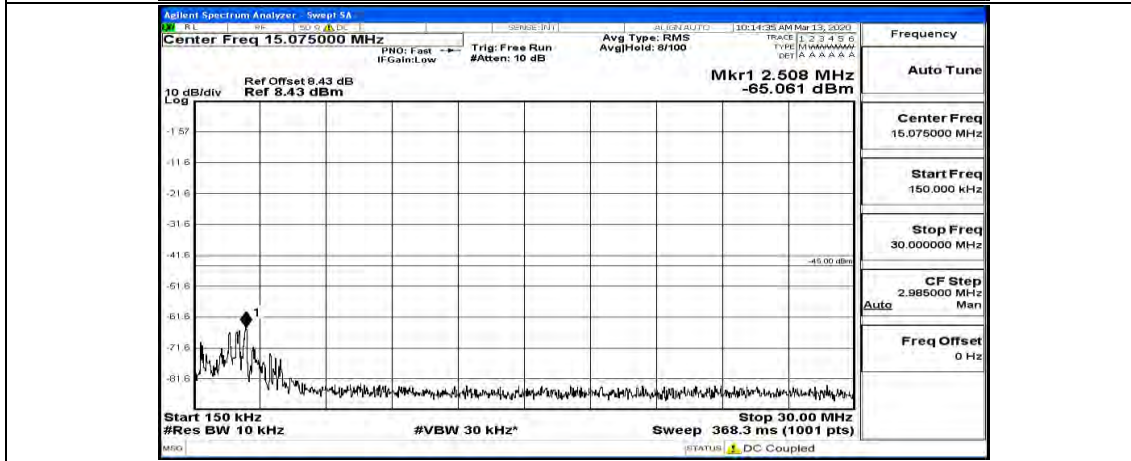 Agilent Spectrum Analyzer - Swept SA
RL RF 50 Ω DC SENSE:INT ALIGN AUTO 10:14:35 AM Mar 13, 2020
Center Freq 15.075000 MHz
PNO: Fast
IFGain:Low
Trig: Free Run
#Atten: 10 dB
Avg Type: RMS
Avg|Hold: 8/100
TRACE 1 2 3 4 5 6
TYPE M WWWWW
DET A A A A A A
Frequency
Ref Offset 8.43 dB
10 dB/div Ref 8.43 dBm
Log
Mkr1 2.508 MHz
-65.061 dBm
Auto Tune
Center Freq
15.075000 MHz
Start Freq
150.000 kHz
Stop Freq
30.000000 MHz
CF Step
2.985000 MHz
Auto Man
Freq Offset
0 Hz
-1.57
-11.6
-21.6
-31.6
-41.6
-45.00 dBm
-51.6
-61.6
1
-71.6
-81.6
Start 150 kHz
#Res BW 10 kHz
#VBW 30 kHz*
Stop 30.00 MHz
Sweep 368.3 ms (1001 pts)
MSG
STATUS DC Coupled